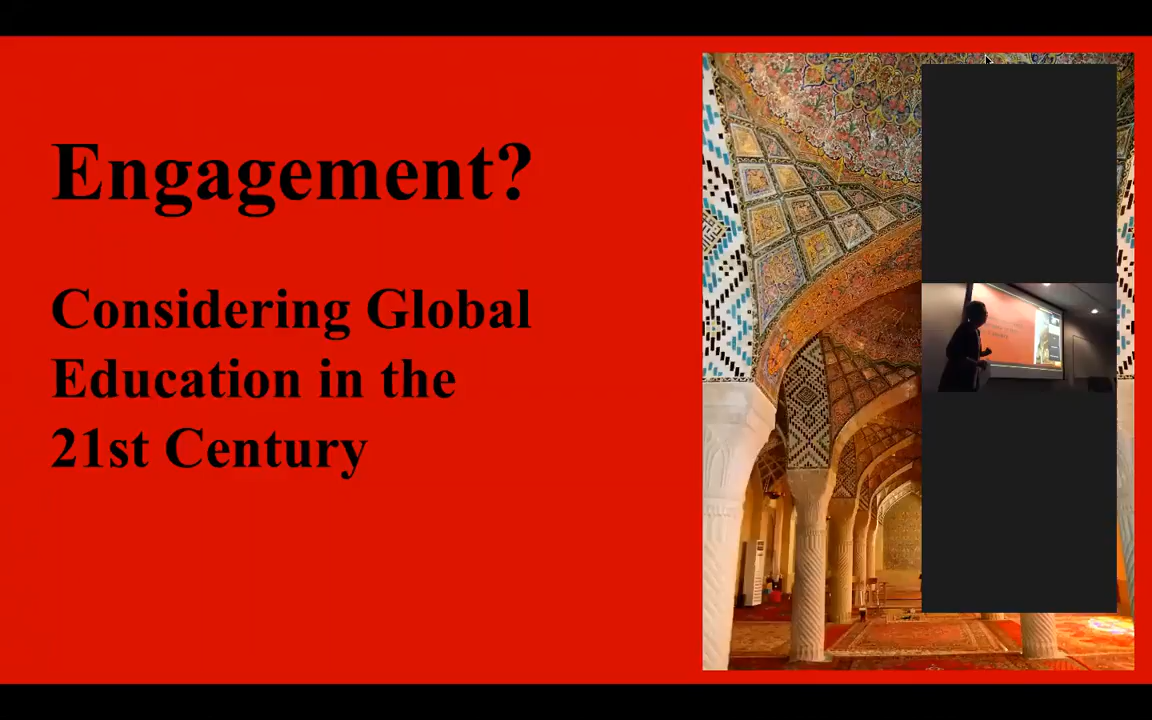 Engagement?
Considering Global
Education in the
21st Century